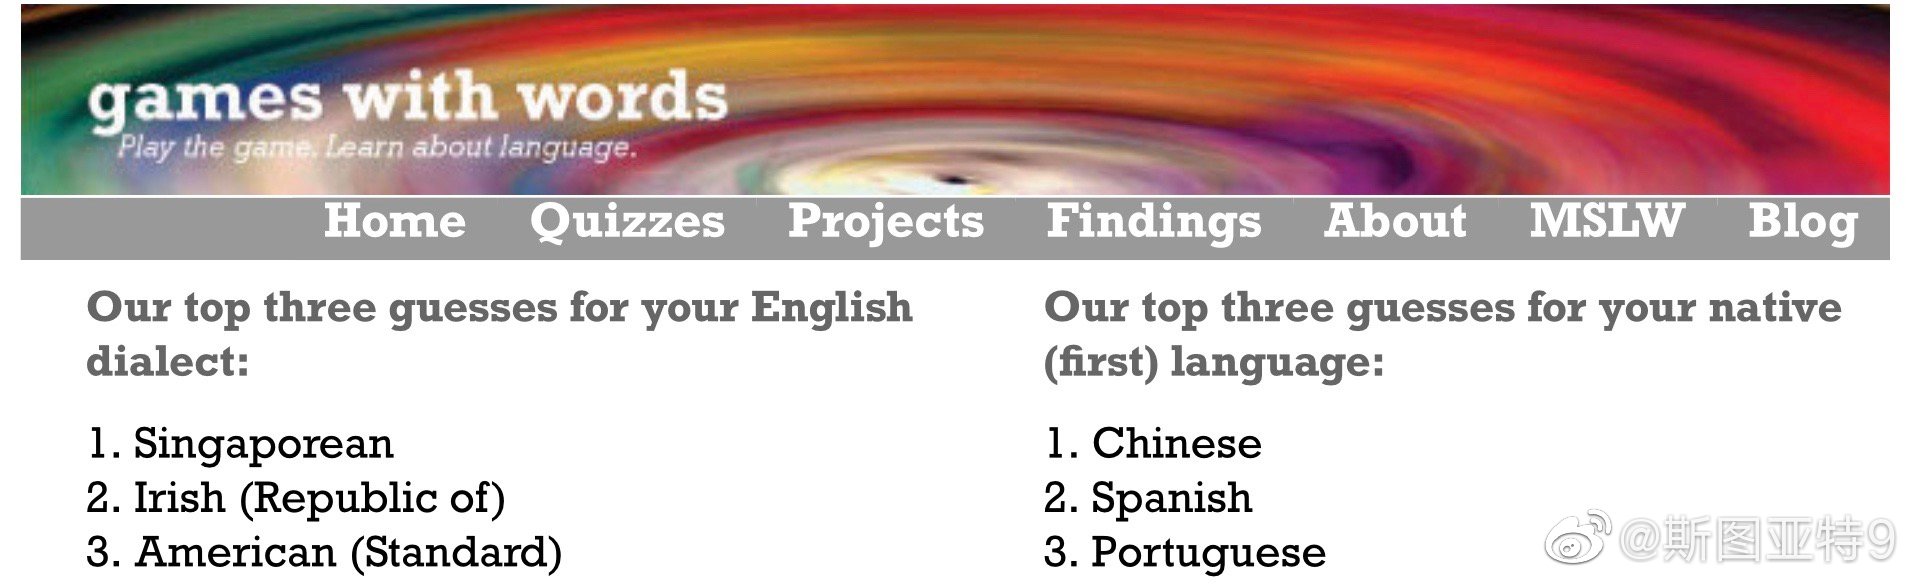 games with words
Play the game. Learn about language.
Home Quizzes Projects Findings About MSLW Blog
Our top three guesses for your English
dialect:
1. Singaporean
2. Irish (Republic of)
3. American (Standard)
Our top three guesses for your native
(first) language:
1. Chinese
2. Spanish
3. Portuguese
@斯图亚特9